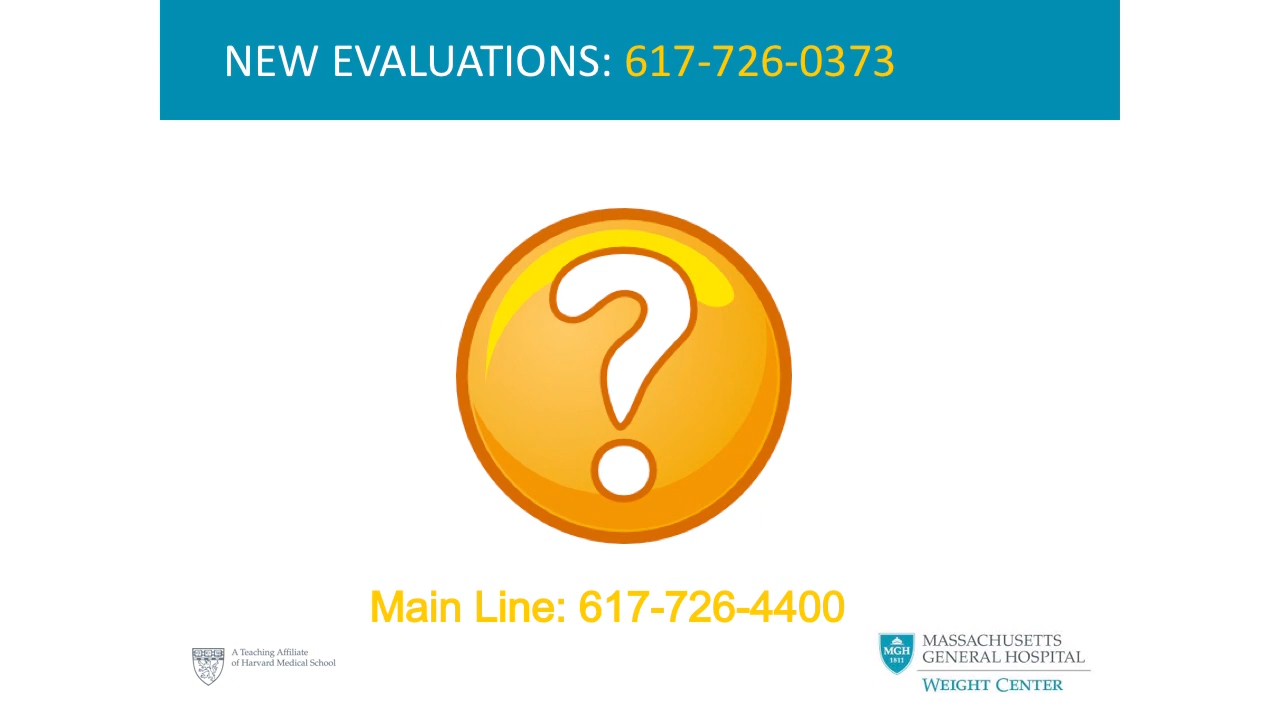 NEW EVALUATIONS: 617-726-0373
?
Main Line: 617-726-4400
A Teaching Affiliate
of Harvard Medical School
MGH
1811
MASSACHUSETTS
GENERAL HOSPITAL
WEIGHT CENTER